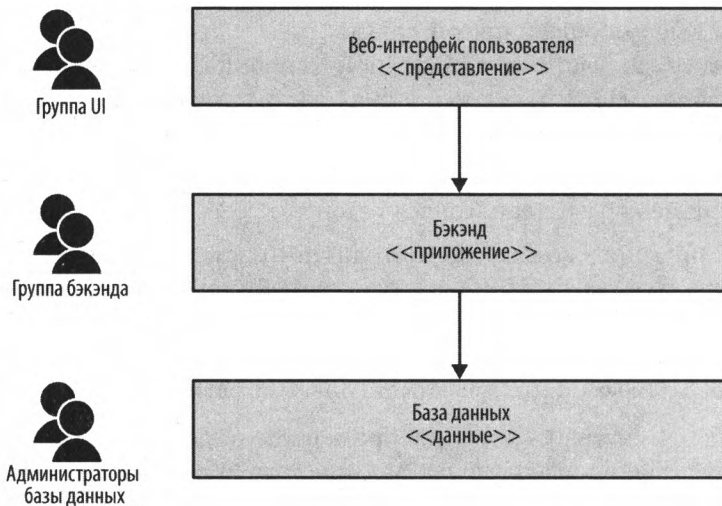 Веб-интерфейс пользователя
<<представление>>
Группа UI
Бэкэнд
<<приложение>>
Группа бэкэнда
База данных
<<данные>>
Администраторы
базы данных